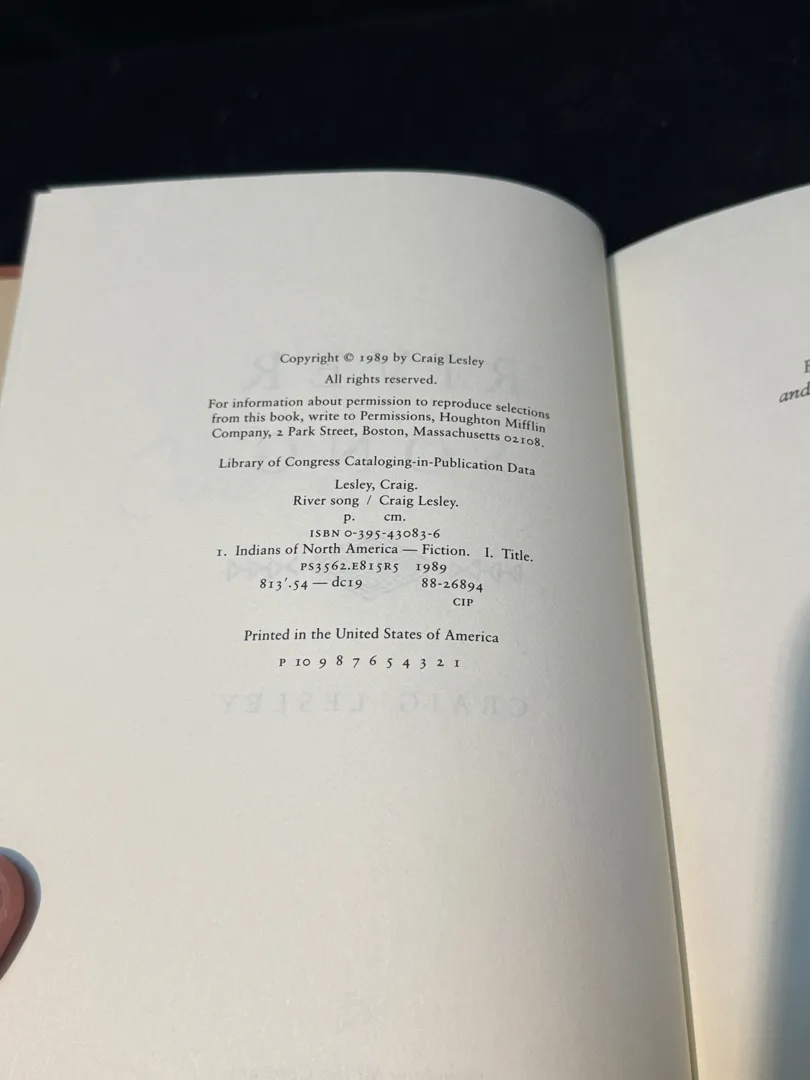 Copyright © 1989 by Craig Lesley
All rights reserved.
For information about permission to reproduce selections
from this book, write to Permissions, Houghton Mifflin
Company, 2 Park Street, Boston, Massachusetts 02108.
Library of Congress Cataloging-in-Publication Data
Lesley, Craig.
River song / Craig Lesley.
p. cm.
ISBN 0-395-43083-6
1. Indians of North America — Fiction. I. Title.
PS3562.E815R5 1989
813'.54 — dc19 88-26894
CIP
Printed in the United States of America
P 10 9 8 7 6 5 4 3 2 1
CRAIG LESLEY
and